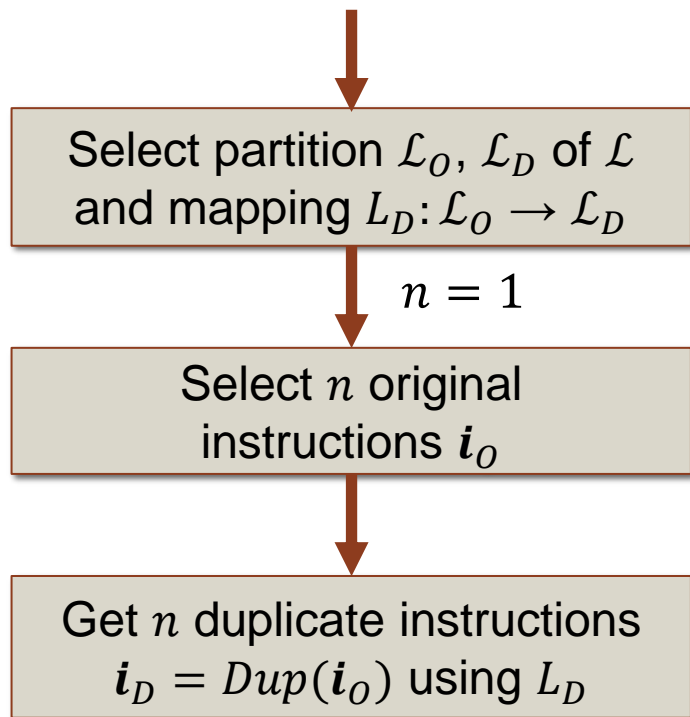 Select partition ℒ_O, ℒ_D of ℒ
and mapping L_D: ℒ_O → ℒ_D
n = 1
Select n original
instructions 𝒊_O
Get n duplicate instructions
𝒊_D = Dup(𝒊_O) using L_D